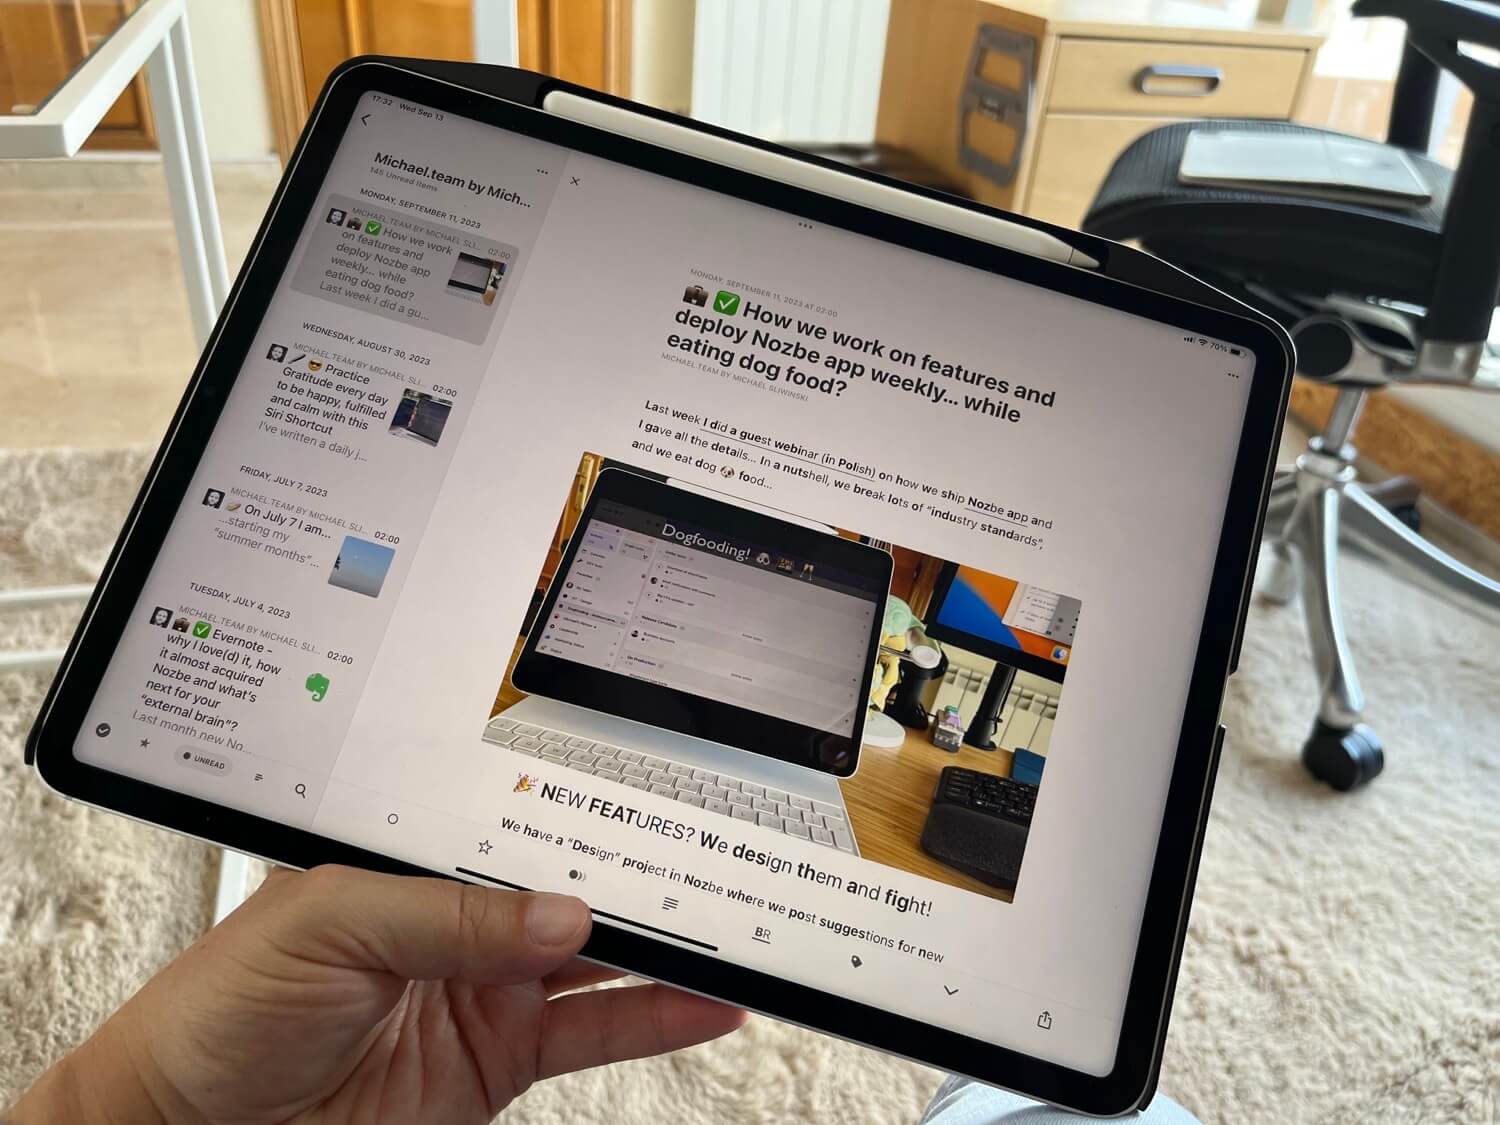 17:32 Wed Sep 13
70%
Michael.team by Mich...
145 Unread Items
MONDAY, SEPTEMBER 11, 2023
MICHAEL.TEAM BY MICHAEL SLI... 02:00
💼 ✅ How we work
on features and
deploy Nozbe app
weekly... while
eating dog food?
Last week I did a gu...
WEDNESDAY, AUGUST 30, 2023
MICHAEL.TEAM BY MICHAEL SLI... 02:00
😎 Practice
Gratitude every day
to be happy, fulfilled
and calm with this
Siri Shortcut
I've written a daily j...
FRIDAY, JULY 7, 2023
MICHAEL.TEAM BY MICHAEL SLI... 02:00
On July 7 I am...
...starting my
"summer months"...
TUESDAY, JULY 4, 2023
MICHAEL.TEAM BY MICHAEL SLI... 02:00
💼 ✅ Evernote -
why I love(d) it, how
it almost acquired
Nozbe and what's
next for your
"external brain"?
Last month new No...
UNREAD
MONDAY, SEPTEMBER 11, 2023 AT 02:00
💼 ✅ How we work on features and
deploy Nozbe app weekly... while
eating dog food?
MICHAEL.TEAM BY MICHAEL SLIWINSKI
Last week I did a guest webinar (in Polish) on how we ship Nozbe app and
I gave all the details... In a nutshell, we break lots of "industry standards",
and we eat dog 🐶 food...
Dogfooding!
Release Candidate
On Production
🎉 NEW FEATURES? We design them and fight!
We have a "Design" project in Nozbe where we post suggestions for new
BR